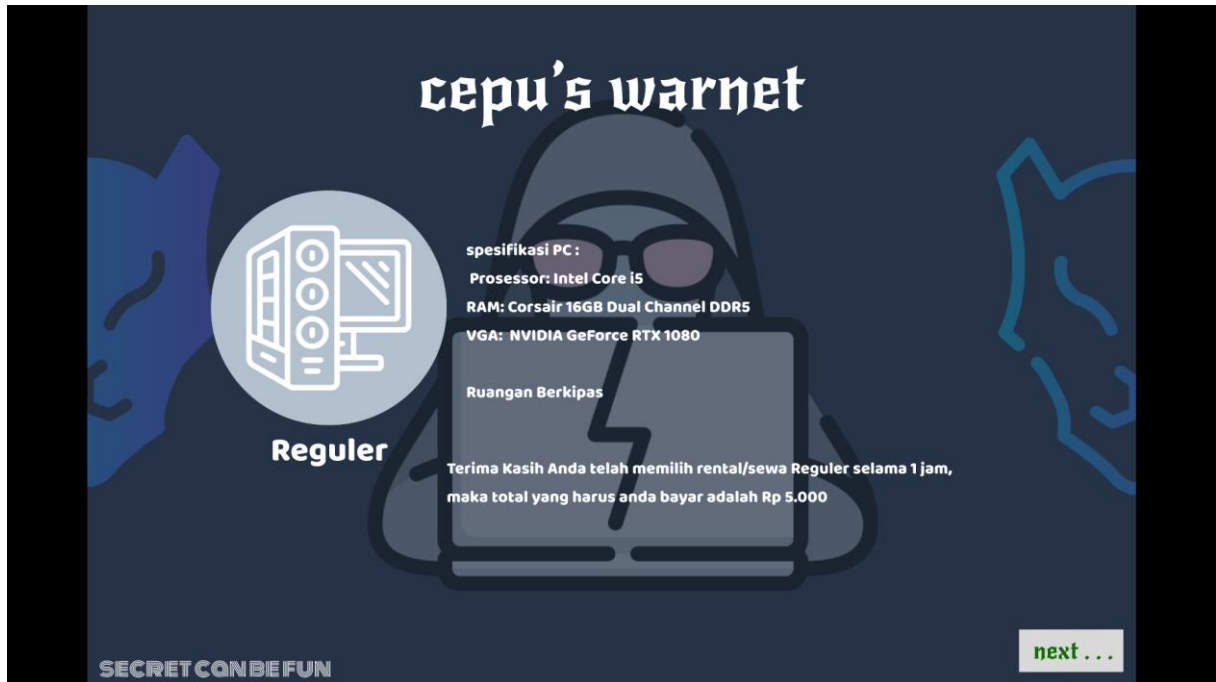 cepu's warnet
spesifikasi PC :
Prosessor: Intel Core i5
RAM: Corsair 16GB Dual Channel DDR5
VGA: NVIDIA GeForce RTX 1080
Ruangan Berkipas
Reguler
Terima Kasih Anda telah memilih rental/sewa Reguler selama 1 jam,
maka total yang harus anda bayar adalah Rp 5.000
next . . .
SECRET CAN BE FUN